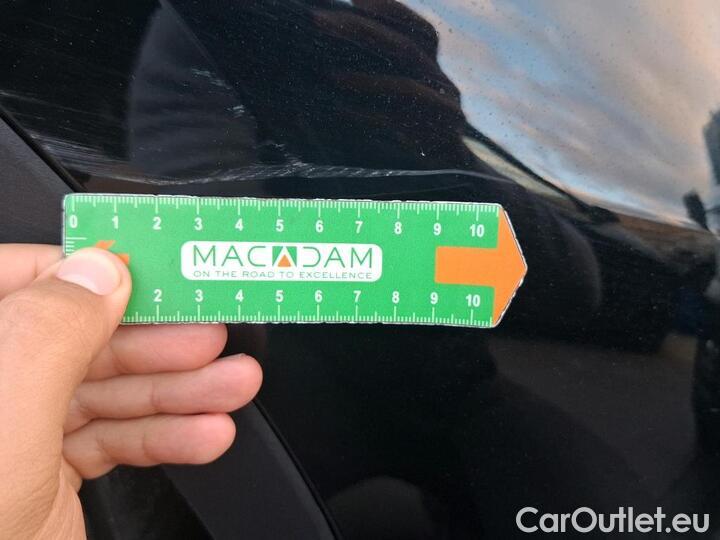 0 1 2 3 4 5 6 7 8 9 10
MACADAM
ON THE ROAD TO EXCELLENCE
2 3 4 5 6 7 8 9 10
CarOutlet.eu